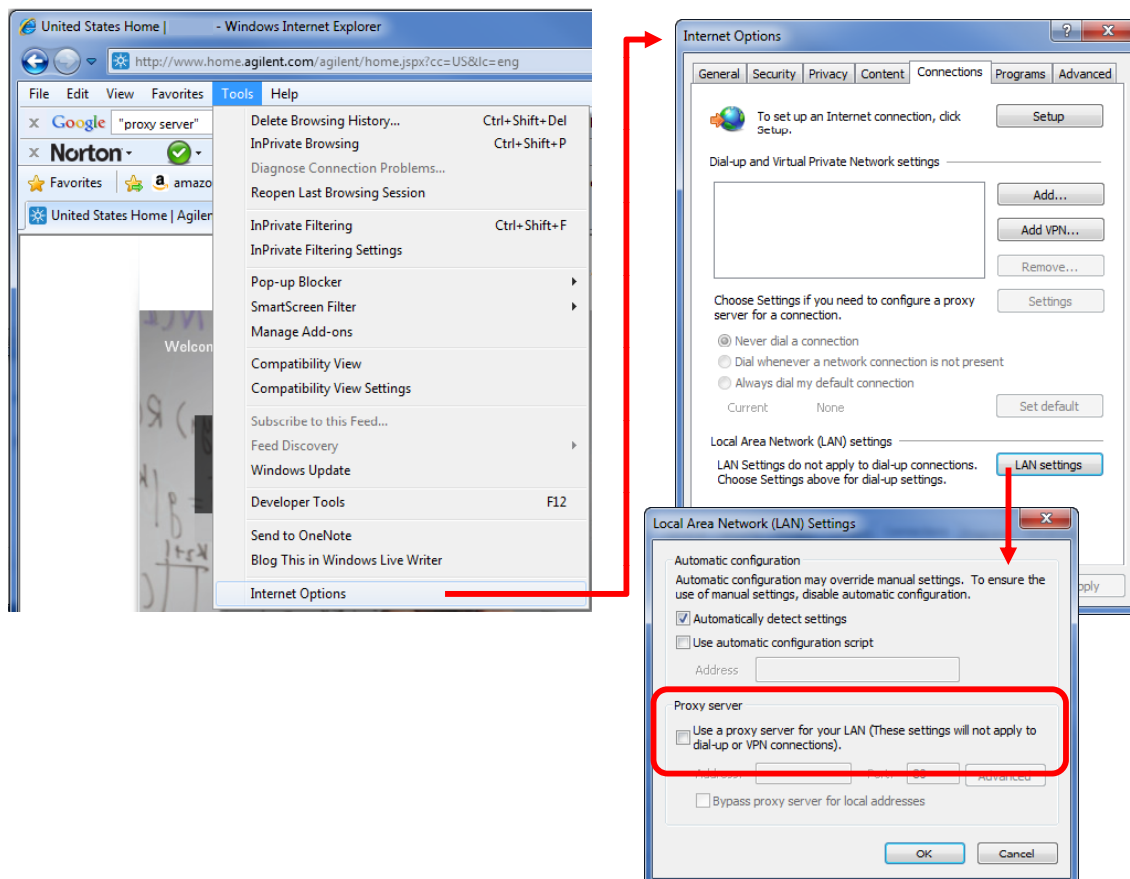 United States Home | - Windows Internet Explorer
http://www.home.agilent.com/agilent/home.jspx?cc=US&lc=eng
File Edit View Favorites Tools Help
x Google "proxy server"
x Norton
Favorites amazo
United States Home | Agiler
Welcon
Delete Browsing History... Ctrl+Shift+Del
InPrivate Browsing Ctrl+Shift+P
Diagnose Connection Problems...
Reopen Last Browsing Session
InPrivate Filtering Ctrl+Shift+F
InPrivate Filtering Settings
Pop-up Blocker
SmartScreen Filter
Manage Add-ons
Compatibility View
Compatibility View Settings
Subscribe to this Feed...
Feed Discovery
Windows Update
Developer Tools F12
Send to OneNote
Blog This in Windows Live Writer
Internet Options
Internet Options
General Security Privacy Content Connections Programs Advanced
To set up an Internet connection, click Setup
Setup.
Dial-up and Virtual Private Network settings
Add...
Add VPN...
Remove...
Choose Settings if you need to configure a proxy Settings
server for a connection.
Never dial a connection
Dial whenever a network connection is not present
Always dial my default connection
Current None Set default
Local Area Network (LAN) settings
LAN Settings do not apply to dial-up connections. LAN settings
Choose Settings above for dial-up settings.
Local Area Network (LAN) Settings
Automatic configuration
Automatic configuration may override manual settings. To ensure the
use of manual settings, disable automatic configuration.
Automatically detect settings
Use automatic configuration script
Address
Proxy server
Use a proxy server for your LAN (These settings will not apply to
dial-up or VPN connections).
Advanced
Bypass proxy server for local addresses
OK Cancel
pply